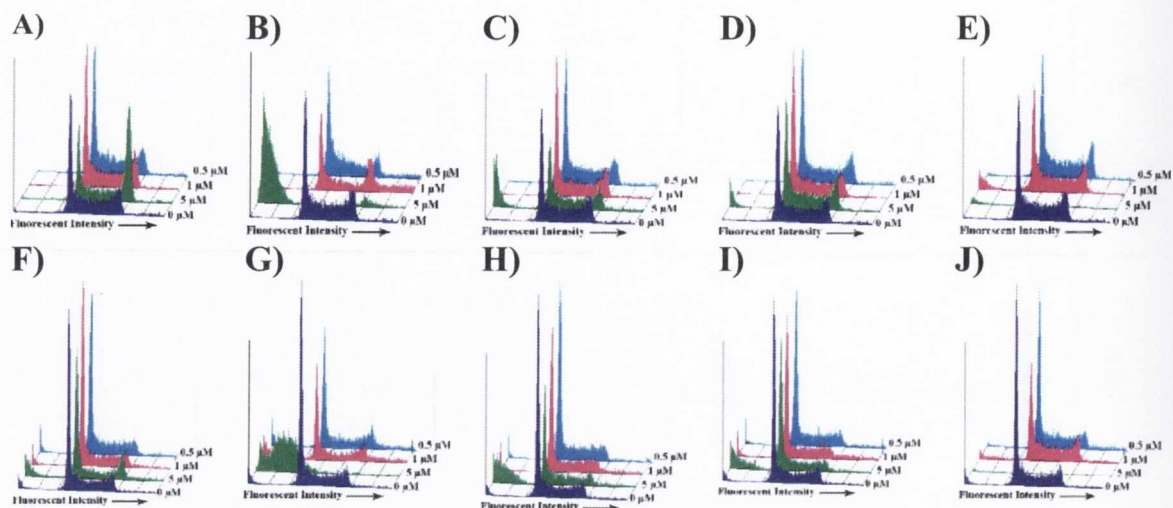 A)
B)
C)
D)
E)
0.5 µM
1 µM
5 µM
0 µM
Fluorescent Intensity
0.5 µM
1 µM
5 µM
0 µM
Fluorescent Intensity
0.5 µM
1 µM
5 µM
0 µM
Fluorescent Intensity
0.5 µM
1 µM
5 µM
0 µM
Fluorescent Intensity
0.5 µM
1 µM
5 µM
0 µM
Fluorescent Intensity
F)
G)
H)
I)
J)
0.5 µM
1 µM
5 µM
0 µM
Fluorescent Intensity
0.5 µM
1 µM
5 µM
0 µM
Fluorescent Intensity
0.5 µM
1 µM
5 µM
0 µM
Fluorescent Intensity
0.5 µM
1 µM
5 µM
0 µM
Fluorescent Intensity
0.5 µM
1 µM
5 µM
0 µM
Fluorescent Intensity